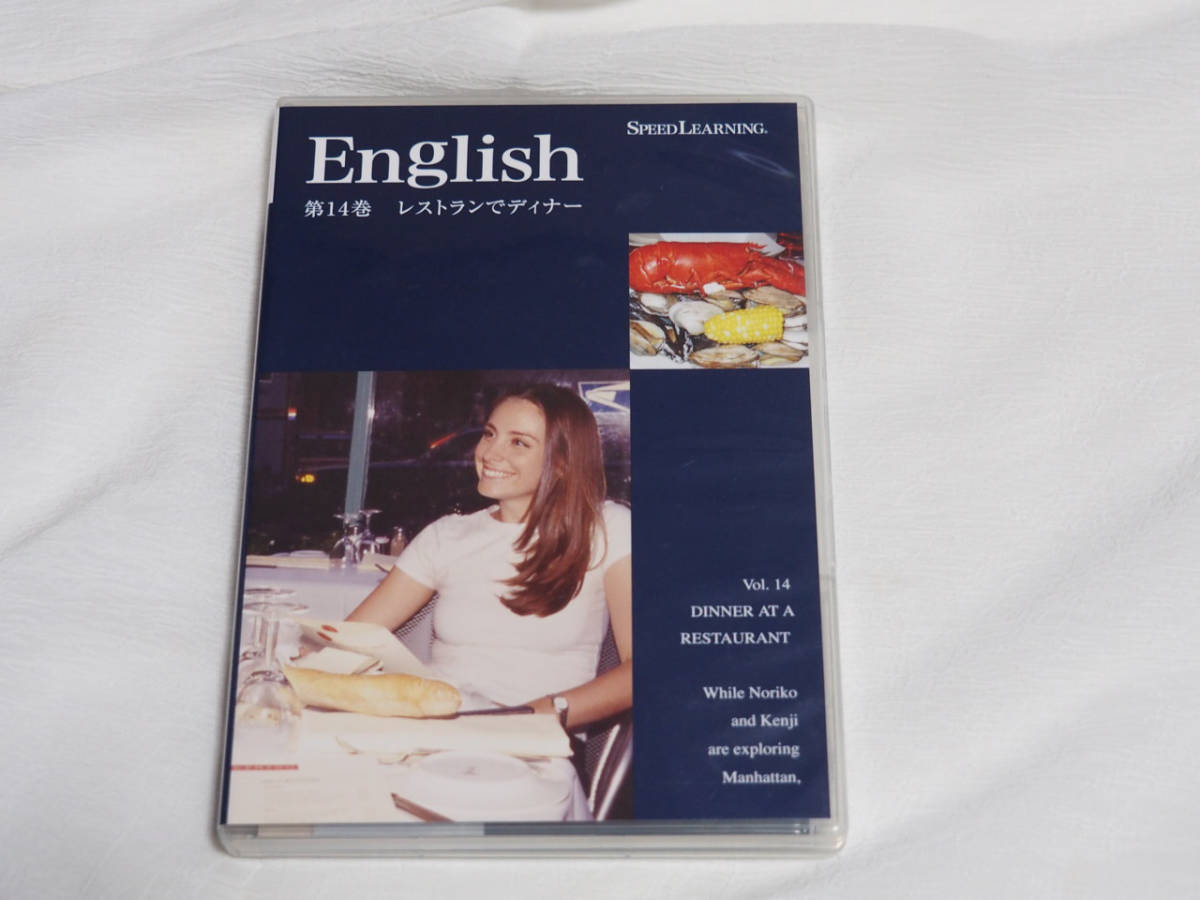 SPEEDLEARNING®
English
第14巻 レストランでディナー
Vol. 14
DINNER AT A
RESTAURANT
While Noriko
and Kenji
are exploring
Manhattan,